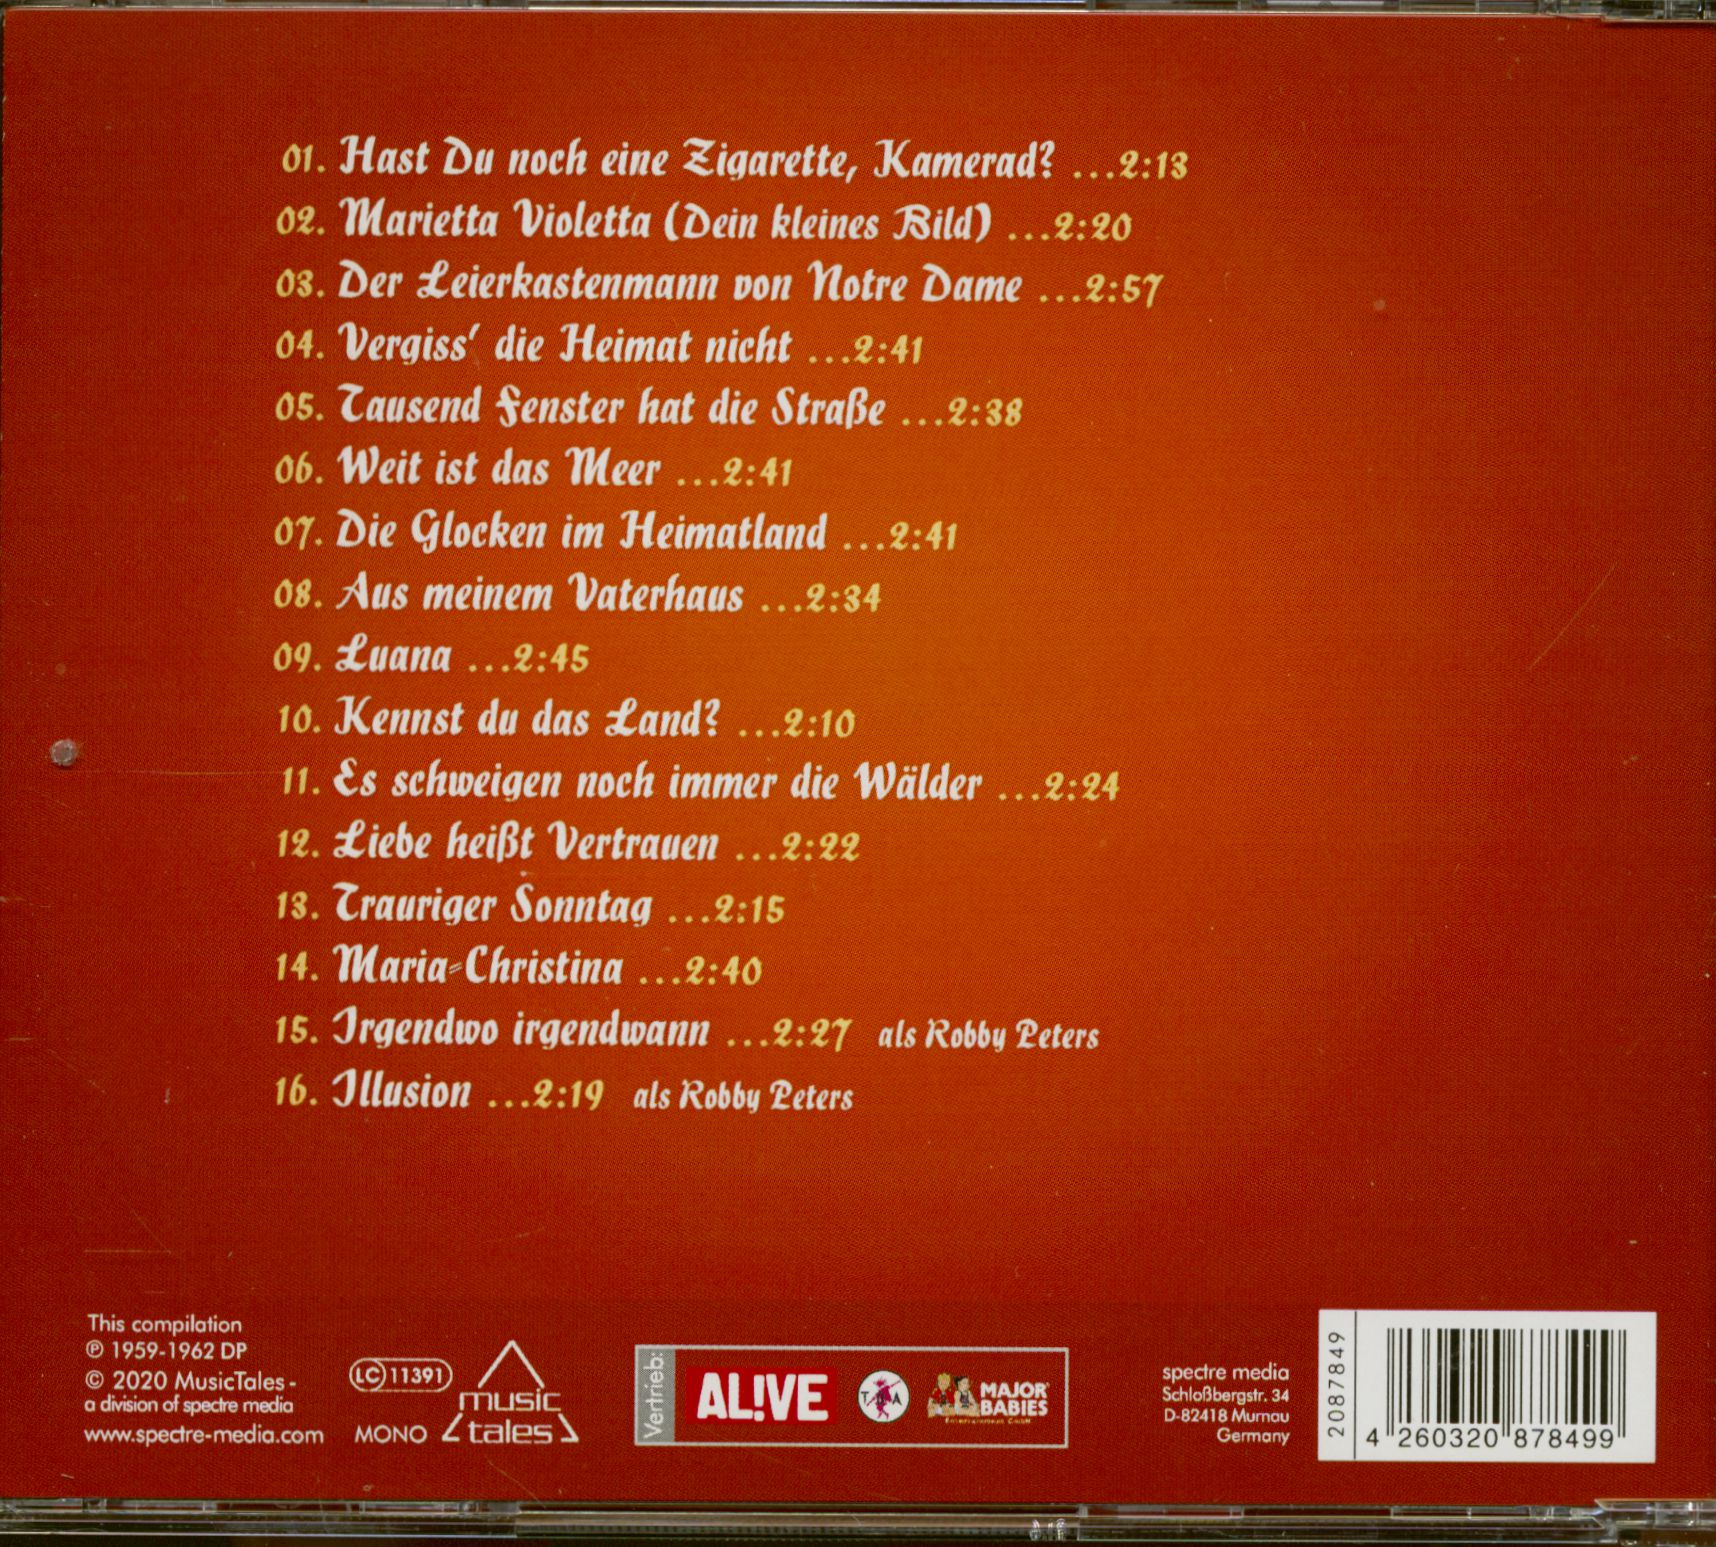 01. Hast Du noch eine Zigarette, Kamerad? ...2:13
02. Marietta Violetta (Dein kleines Bild) ...2:20
03. Der Leierkastenmann von Notre Dame ...2:57
04. Vergiss' die Heimat nicht ...2:41
05. Tausend Fenster hat die Straße ...2:38
06. Weit ist das Meer ...2:41
07. Die Glocken im Heimatland ...2:41
08. Aus meinem Vaterhaus ...2:34
09. Luana ...2:45
10. Kennst du das Land? ...2:10
11. Es schweigen noch immer die Wälder ...2:24
12. Liebe heißt Vertrauen ...2:22
13. Trauriger Sonntag ...2:15
14. Maria-Christina ...2:40
15. Irgendwo irgendwann ...2:27 als Robby Peters
16. Illusion ...2:19 als Robby Peters
This compilation
℗ 1959-1962 DP
© 2020 MusicTales -
a division of spectre media
www.spectre-media.com
LC 11391
MONO
music
tales
Vertrieb:
AL!VE
MAJOR
BABIES
Entertainment GmbH
spectre media
Schloßbergstr. 34
D-82418 Murnau
Germany
2087849
4 260320 878499